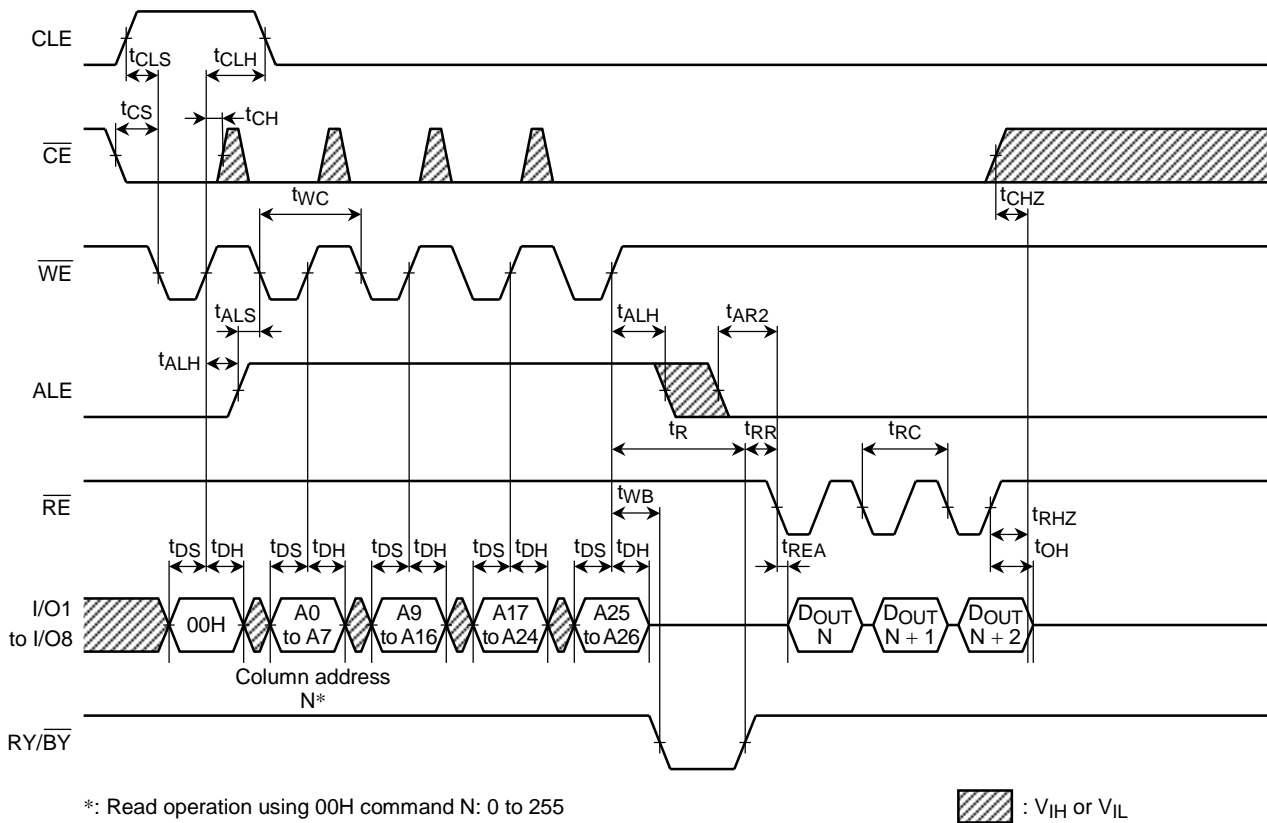 CLE
tCLS
tCLH
tCS
tCH
CE
tCHZ
tWC
WE
tALS
tALH
tAR2
tALH
ALE
tR
tRR
tRC
RE
tWB
tRHZ
tREA
tOH
tDS tDH tDS tDH tDS tDH tDS tDH tDS tDH
I/O1
to I/O8
00H
A0
to A7
A9
to A16
A17
to A24
A25
to A26
DOUT
N
DOUT
N + 1
DOUT
N + 2
Column address
N*
RY/BY
*: Read operation using 00H command N: 0 to 255
: VIH or VIL